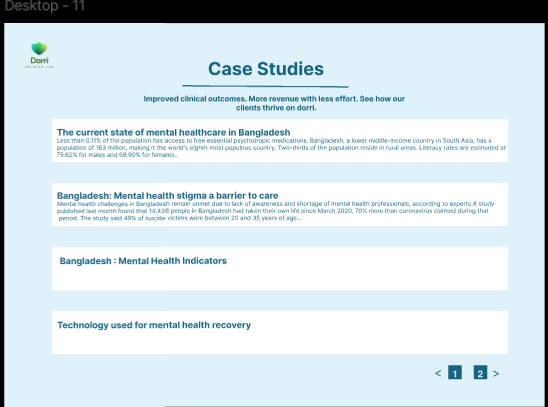 Desktop - 11
Dorri
Case Studies
Improved clinical outcomes. More revenue with less effort. See how our
clients thrive on dorri.
The current state of mental healthcare in Bangladesh
Less than 0.11% of the population has access to free essential psychotropic medications. Bangladesh, a lower middle-income country in South Asia, has a
population of 163 million, making it the world's eighth most populous country. Two-thirds of the population reside in rural areas. Literacy rates are estimated at
75.62% for males and 69.90% for females..
Bangladesh: Mental health stigma a barrier to care
Mental health challenges in Bangladesh remain unmet due to lack of awareness and shortage of mental health professionals, according to experts A study
published last month found that 14,436 people in Bangladesh had taken their own life since March 2020, 70% more than coronavirus claimed during that
period. The study said 49% of suicide victims were between 20 and 35 years of age...
Bangladesh : Mental Health Indicators
Technology used for mental health recovery
< 1 2 >